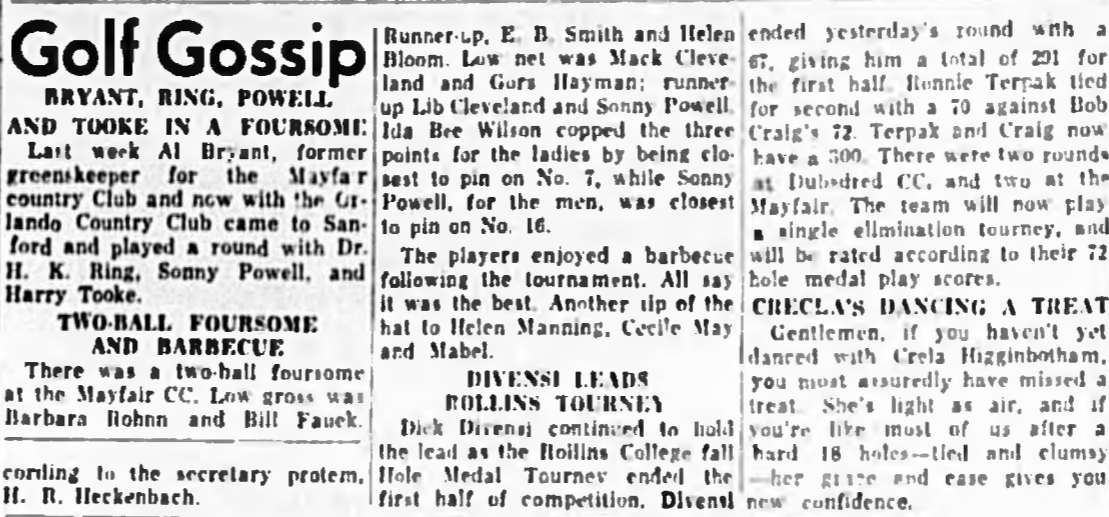 Golf Gossip
BRYANT, RING, POWELL
AND TOOKE IN A FOURSOME
Last week Al Bryant, former
greenskeeper for the Mayfair
country Club and now with the Or-
lando Country Club came to San-
ford and played a round with Dr.
H. K. Ring, Sonny Powell, and
Harry Tooke.
TWO-BALL FOURSOME
AND BARBECUE
There was a two-ball foursome
at the Mayfair CC. Low gross was
Barbara Bohnn and Bill Fauek.
cording to the secretary protem,
H. R. Heckenbach.
Runner-up, E. B. Smith and Helen
Bloom. Low net was Mack Cleve-
land and Gors Hayman; runner-
up Lib Cleveland and Sonny Powell.
Ida Bee Wilson copped the three
points for the ladies by being clo-
sest to pin on No. 7, while Sonny
Powell, for the men, was closest
to pin on No. 16.
The players enjoyed a barbecue
following the tournament. All say
it was the best. Another tip of the
hat to Helen Manning, Cecile May
and Mabel.
DIVENSI LEADS
ROLLINS TOURNEY
Dick Divensi continued to hold
the lead as the Rollins College fall
Hole Medal Tourney ended the
first half of competition. Divensi
ended yesterday's round with a
67, giving him a total of 291 for
the first half. Ronnie Terpak tied
for second with a 70 against Bob
Craig's 72. Terpak and Craig now
have a 300. There were two rounds
at Dubsdred CC, and two at the
Mayfair. The team will now play
a single elimination tourney, and
will be rated according to their 72
hole medal play scores.
CRECLA'S DANCING A TREAT
Gentlemen, if you haven't yet
danced with Crela Higginbotham,
you most assuredly have missed a
treat. She's light as air, and if
you're like most of us after a
hard 18 holes—tied and clumsy
—her grace and ease gives you
new confidence.